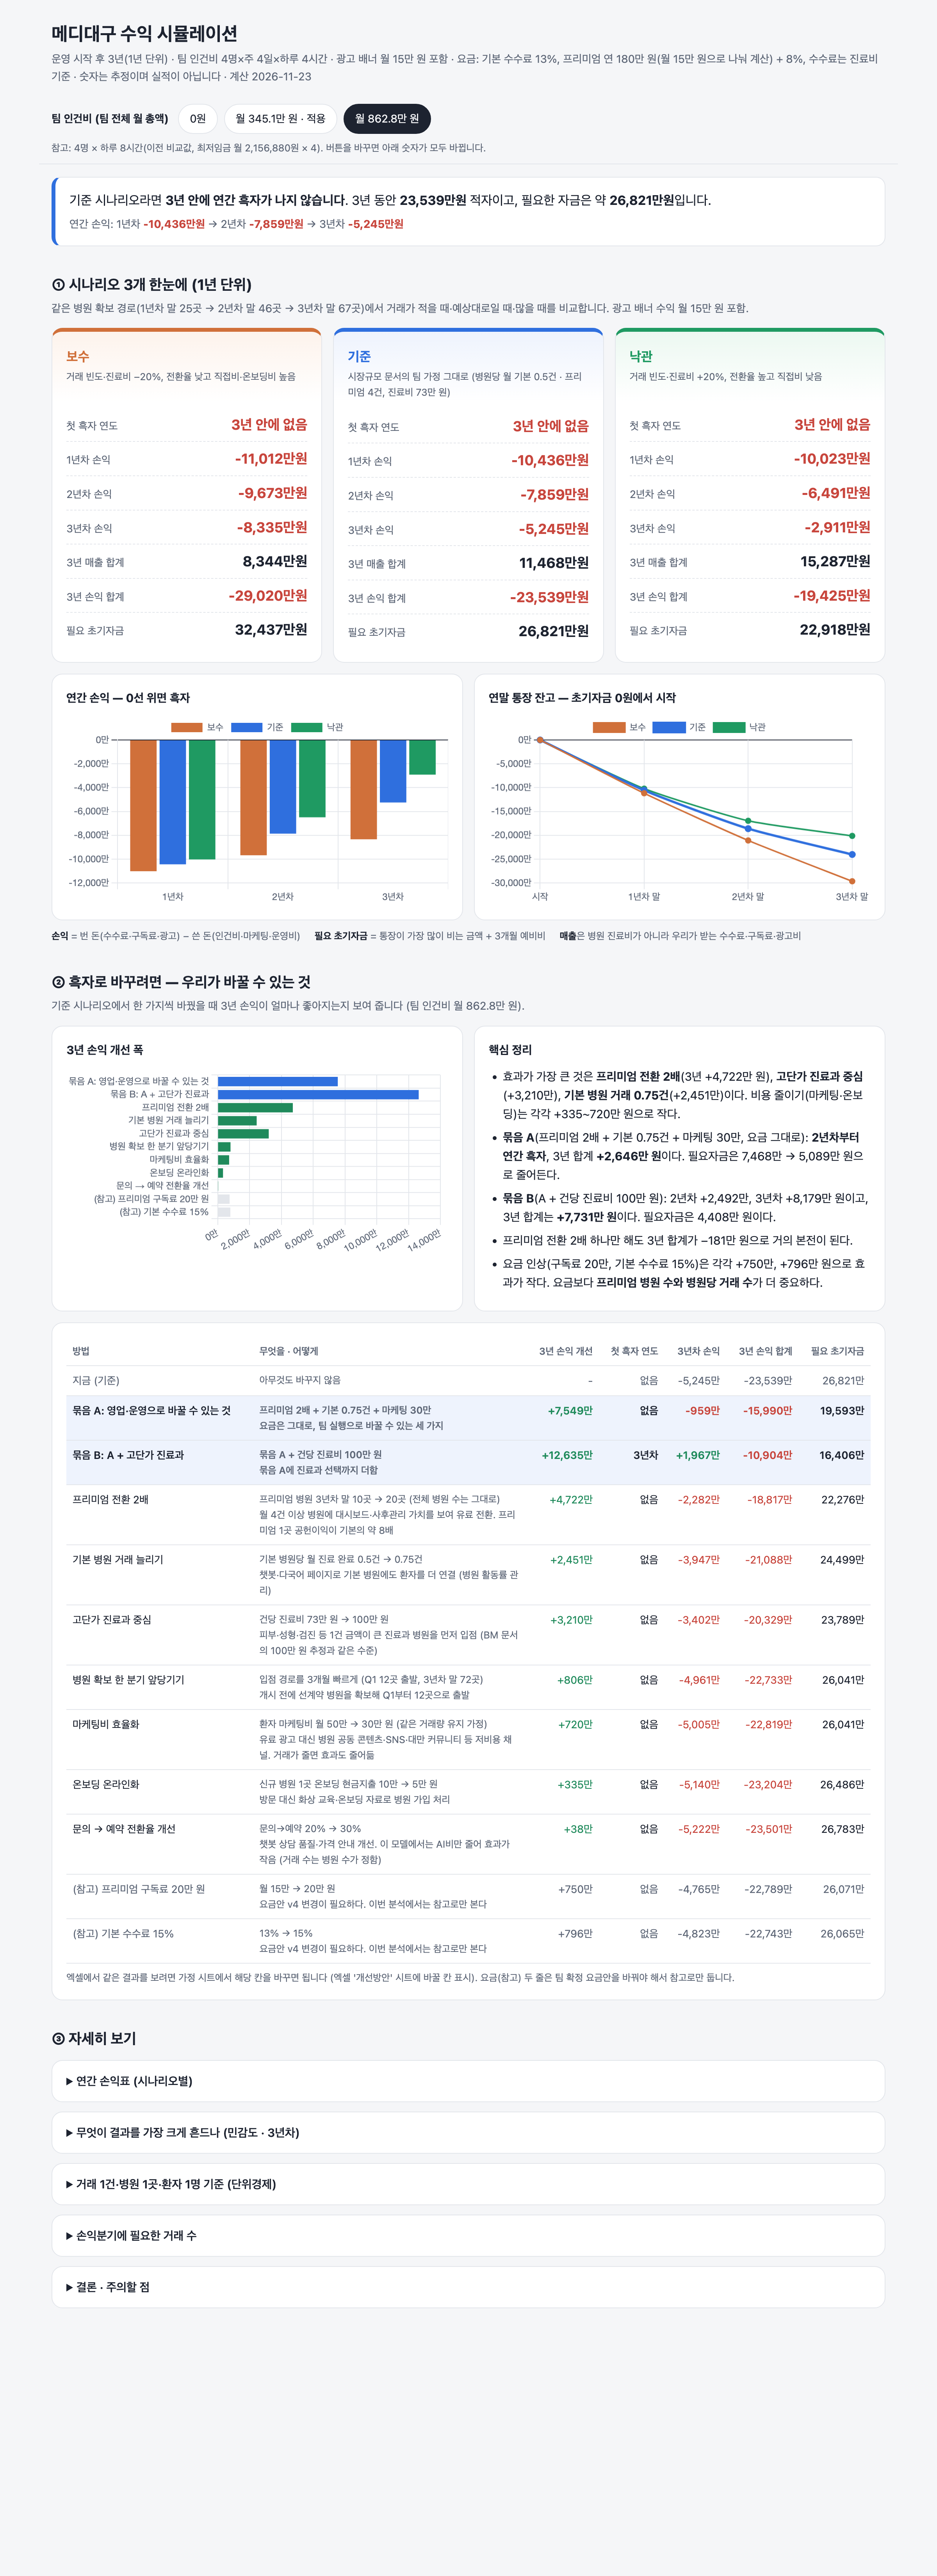 메디대구 수익 시뮬레이션
운영 시작 후 3년(1년 단위) · 팀 인건비 4명×주 4일×하루 4시간 · 광고 배너 월 15만 원 포함 · 요금: 기본 수수료 13%, 프리미엄 연 180만 원(월 15만 원으로 나눠 계산) + 8%, 수수료는 진료비
기준 · 숫자는 추정이며 실적이 아닙니다 · 계산 2026-11-23
팀 인건비 (팀 전체 월 총액) 0원 월 345.1만 원 · 적용 월 862.8만 원
참고: 4명 × 하루 8시간(이전 비교값, 최저임금 월 2,156,880원 × 4). 버튼을 바꾸면 아래 숫자가 모두 바뀝니다.
기준 시나리오라면 3년 안에 연간 흑자가 나지 않습니다. 3년 동안 23,539만원 적자이고, 필요한 자금은 약 26,821만원입니다.
연간 손익: 1년차 -10,436만원 → 2년차 -7,859만원 → 3년차 -5,245만원
① 시나리오 3개 한눈에 (1년 단위)
같은 병원 확보 경로(1년차 말 25곳 → 2년차 말 46곳 → 3년차 말 67곳)에서 거래가 적을 때·예상대로일 때·많을 때를 비교합니다. 광고 배너 수익 월 15만 원 포함.
보수
거래 빈도·진료비 −20%, 전환율 낮고 직접비·온보딩비 높음
첫 흑자 연도 3년 안에 없음
1년차 손익 -11,012만원
2년차 손익 -9,673만원
3년차 손익 -8,335만원
3년 매출 합계 8,344만원
3년 손익 합계 -29,020만원
필요 초기자금 32,437만원
기준
시장규모 문서의 팀 가정 그대로 (병원당 월 기본 0.5건 · 프리
미엄 4건, 진료비 73만 원)
첫 흑자 연도 3년 안에 없음
1년차 손익 -10,436만원
2년차 손익 -7,859만원
3년차 손익 -5,245만원
3년 매출 합계 11,468만원
3년 손익 합계 -23,539만원
필요 초기자금 26,821만원
낙관
거래 빈도·진료비 +20%, 전환율 높고 직접비 낮음
첫 흑자 연도 3년 안에 없음
1년차 손익 -10,023만원
2년차 손익 -6,491만원
3년차 손익 -2,911만원
3년 매출 합계 15,287만원
3년 손익 합계 -19,425만원
필요 초기자금 22,918만원
연간 손익 — 0선 위면 흑자
보수 기준 낙관
0만
-2,000만
-4,000만
-6,000만
-8,000만
-10,000만
-12,000만
1년차 2년차 3년차
연말 통장 잔고 — 초기자금 0원에서 시작
보수 기준 낙관
0만
-5,000만
-10,000만
-15,000만
-20,000만
-25,000만
-30,000만
시작 1년차 말 2년차 말 3년차 말
손익 = 번 돈(수수료·구독료·광고) − 쓴 돈(인건비·마케팅·운영비) 필요 초기자금 = 통장이 가장 많이 비는 금액 + 3개월 예비비 매출은 병원 진료비가 아니라 우리가 받는 수수료·구독료·광고비
② 흑자로 바꾸려면 — 우리가 바꿀 수 있는 것
기준 시나리오에서 한 가지씩 바꿨을 때 3년 손익이 얼마나 좋아지는지 보여 줍니다 (팀 인건비 월 862.8만 원).
3년 손익 개선 폭
묶음 A: 영업·운영으로 바꿀 수 있는 것
묶음 B: A + 고단가 진료과
프리미엄 전환 2배
기본 병원 거래 늘리기
고단가 진료과 중심
병원 확보 한 분기 앞당기기
마케팅비 효율화
온보딩 온라인화
문의 → 예약 전환율 개선
(참고) 프리미엄 구독료 20만 원
(참고) 기본 수수료 15%
0만 2,000만 4,000만 6,000만 8,000만 10,000만 12,000만 14,000만
핵심 정리
• 효과가 가장 큰 것은 프리미엄 전환 2배(3년 +4,722만 원), 고단가 진료과 중심
(+3,210만), 기본 병원 거래 0.75건(+2,451만)이다. 비용 줄이기(마케팅·온보
딩)는 각각 +335~720만 원으로 작다.
• 묶음 A(프리미엄 2배 + 기본 0.75건 + 마케팅 30만, 요금 그대로): 2년차부터
연간 흑자, 3년 합계 +2,646만 원이다. 필요자금은 7,468만 → 5,089만 원으
로 줄어든다.
• 묶음 B(A + 건당 진료비 100만 원): 2년차 +2,492만, 3년차 +8,179만 원이고,
3년 합계는 +7,731만 원이다. 필요자금은 4,408만 원이다.
• 프리미엄 전환 2배 하나만 해도 3년 합계가 −181만 원으로 거의 본전이 된다.
• 요금 인상(구독료 20만, 기본 수수료 15%)은 각각 +750만, +796만 원으로 효
과가 작다. 요금보다 프리미엄 병원 수와 병원당 거래 수가 더 중요하다.
방법 무엇을 · 어떻게 3년 손익 개선 첫 흑자 연도 3년차 손익 3년 손익 합계 필요 초기자금
지금 (기준) 아무것도 바꾸지 않음 - 없음 -5,245만 -23,539만 26,821만
묶음 A: 영업·운영으로 바꿀 수 있는 것 프리미엄 2배 + 기본 0.75건 + 마케팅 30만 +7,549만 없음 -959만 -15,990만 19,593만
요금은 그대로, 팀 실행으로 바꿀 수 있는 세 가지
묶음 B: A + 고단가 진료과 묶음 A + 건당 진료비 100만 원 +12,635만 3년차 +1,967만 -10,904만 16,406만
묶음 A에 진료과 선택까지 더함
프리미엄 전환 2배 프리미엄 병원 3년차 말 10곳 → 20곳 (전체 병원 수는 그대로) +4,722만 없음 -2,282만 -18,817만 22,276만
월 4건 이상 병원에 대시보드·사후관리 가치를 보여 유료 전환. 프리
미엄 1곳 공헌이익이 기본의 약 8배
기본 병원 거래 늘리기 기본 병원당 월 진료 완료 0.5건 → 0.75건 +2,451만 없음 -3,947만 -21,088만 24,499만
챗봇·다국어 페이지로 기본 병원에도 환자를 더 연결 (병원 활동률 관
리)
고단가 진료과 중심 건당 진료비 73만 원 → 100만 원 +3,210만 없음 -3,402만 -20,329만 23,789만
피부·성형·검진 등 1건 금액이 큰 진료과 병원을 먼저 입점 (BM 문서
의 100만 원 추정과 같은 수준)
병원 확보 한 분기 앞당기기 입점 경로를 3개월 빠르게 (Q1 12곳 출발, 3년차 말 72곳) +806만 없음 -4,961만 -22,733만 26,041만
개시 전에 선계약 병원을 확보해 Q1부터 12곳으로 출발
마케팅비 효율화 환자 마케팅비 월 50만 → 30만 원 (같은 거래량 유지 가정) +720만 없음 -5,005만 -22,819만 26,041만
유료 광고 대신 병원 공동 콘텐츠·SNS·대만 커뮤니티 등 저비용 채
널. 거래가 줄면 효과도 줄어듦
온보딩 온라인화 신규 병원 1곳 온보딩 현금지출 10만 → 5만 원 +335만 없음 -5,140만 -23,204만 26,486만
방문 대신 화상 교육·온보딩 자료로 병원 가입 처리
문의 → 예약 전환율 개선 문의→예약 20% → 30% +38만 없음 -5,222만 -23,501만 26,783만
챗봇 상담 품질·가격 안내 개선. 이 모델에서는 AI비만 줄어 효과가
작음 (거래 수는 병원 수가 정함)
(참고) 프리미엄 구독료 20만 원 월 15만 → 20만 원 +750만 없음 -4,765만 -22,789만 26,071만
요금안 v4 변경이 필요하다. 이번 분석에서는 참고로만 본다
(참고) 기본 수수료 15% 13% → 15% +796만 없음 -4,823만 -22,743만 26,065만
요금안 v4 변경이 필요하다. 이번 분석에서는 참고로만 본다
엑셀에서 같은 결과를 보려면 가정 시트에서 해당 칸을 바꾸면 됩니다 (엑셀 '개선방안' 시트에 바꿀 칸 표시). 요금(참고) 두 줄은 팀 확정 요금안을 바꿔야 해서 참고로만 둡니다.
③ 자세히 보기
▶ 연간 손익표 (시나리오별)
▶ 무엇이 결과를 가장 크게 흔드나 (민감도 · 3년차)
▶ 거래 1건·병원 1곳·환자 1명 기준 (단위경제)
▶ 손익분기에 필요한 거래 수
▶ 결론 · 주의할 점